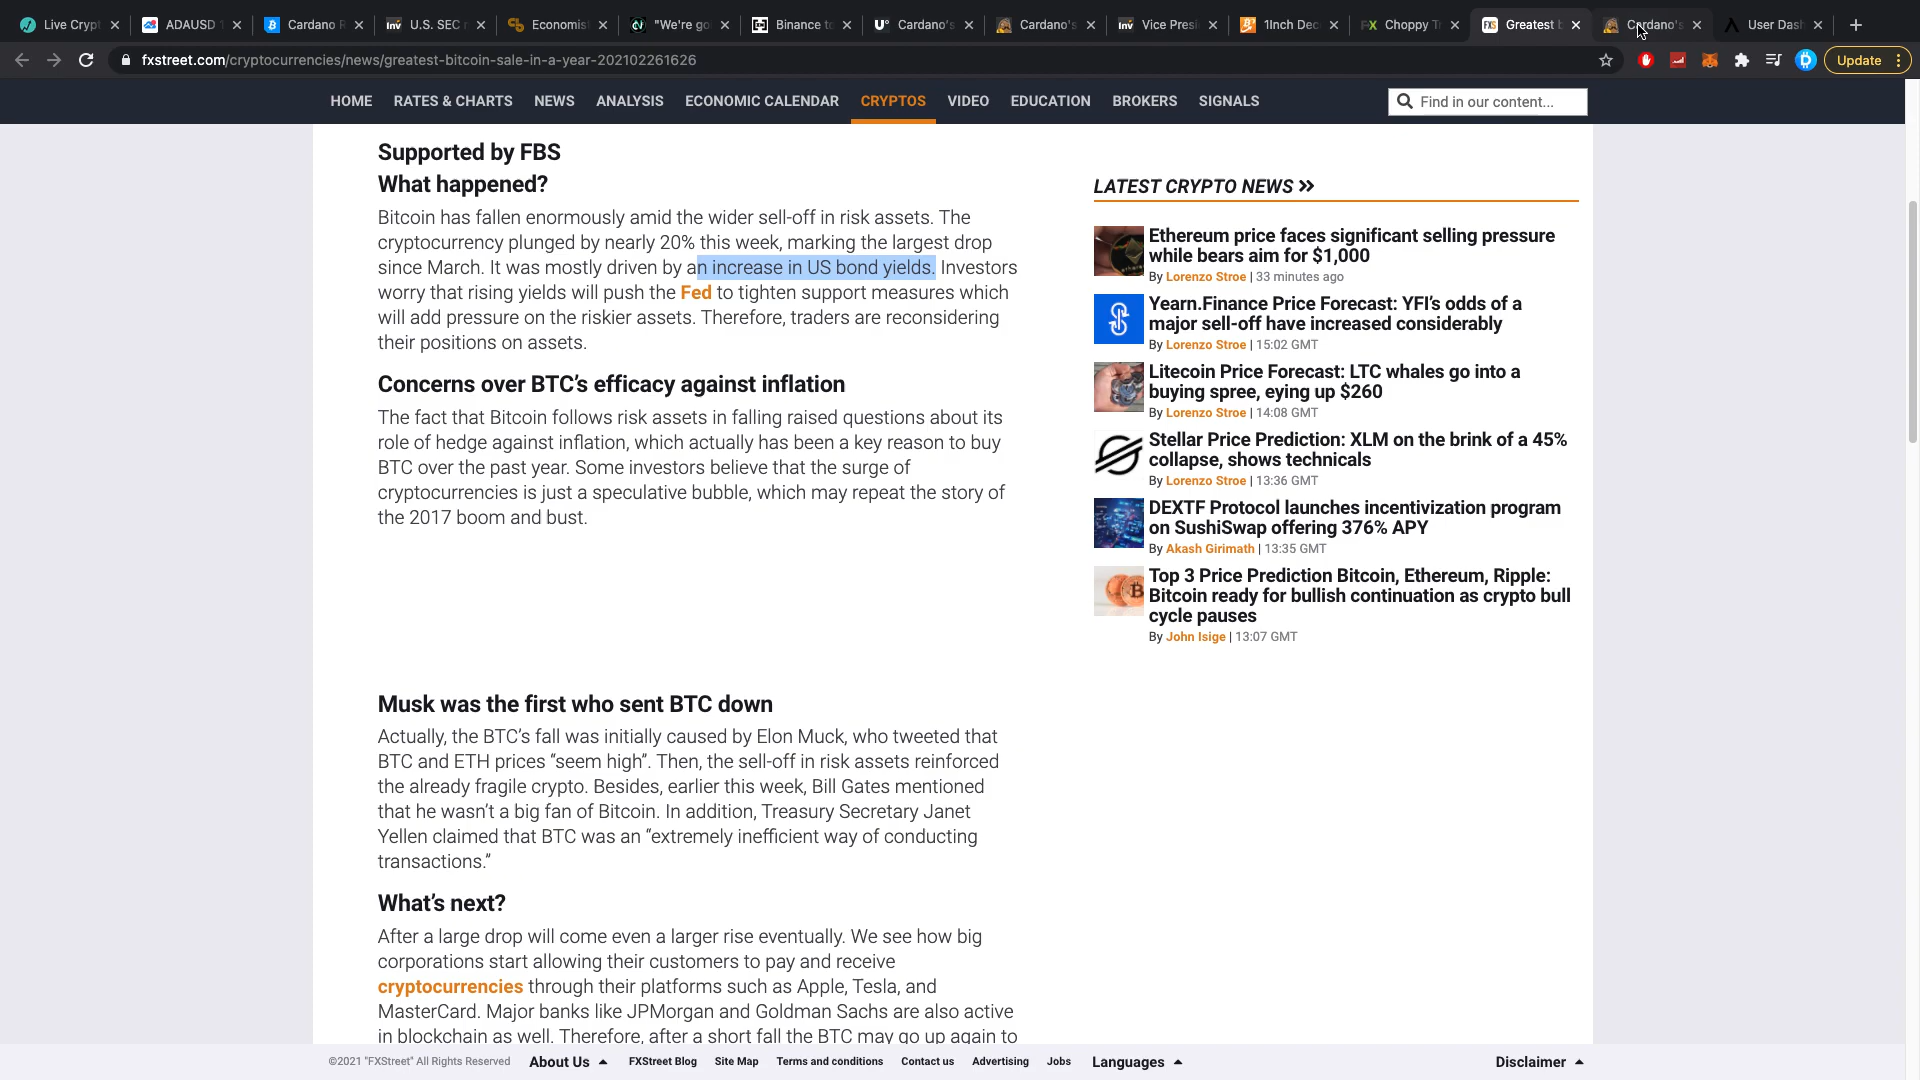 Live Crypt
ADAUSD 1
Cardano R
U.S. SEC m
Economis
"We're go
Binance to
Cardano's
Cardano's
Vice Presi
1Inch Dec
Choppy Tr
Greatest b
Cardano's
User Dash
fxstreet.com/cryptocurrencies/news/greatest-bitcoin-sale-in-a-year-202102261626
Update
HOME RATES & CHARTS NEWS ANALYSIS ECONOMIC CALENDAR CRYPTOS VIDEO EDUCATION BROKERS SIGNALS
Find in our content...
Supported by FBS
What happened?
Bitcoin has fallen enormously amid the wider sell-off in risk assets. The
cryptocurrency plunged by nearly 20% this week, marking the largest drop
since March. It was mostly driven by an increase in US bond yields. Investors
worry that rising yields will push the Fed to tighten support measures which
will add pressure on the riskier assets. Therefore, traders are reconsidering
their positions on assets.
Concerns over BTC's efficacy against inflation
The fact that Bitcoin follows risk assets in falling raised questions about its
role of hedge against inflation, which actually has been a key reason to buy
BTC over the past year. Some investors believe that the surge of
cryptocurrencies is just a speculative bubble, which may repeat the story of
the 2017 boom and bust.
Musk was the first who sent BTC down
Actually, the BTC's fall was initially caused by Elon Muck, who tweeted that
BTC and ETH prices “seem high”. Then, the sell-off in risk assets reinforced
the already fragile crypto. Besides, earlier this week, Bill Gates mentioned
that he wasn't a big fan of Bitcoin. In addition, Treasury Secretary Janet
Yellen claimed that BTC was an “extremely inefficient way of conducting
transactions.”
What's next?
After a large drop will come even a larger rise eventually. We see how big
corporations start allowing their customers to pay and receive
cryptocurrencies through their platforms such as Apple, Tesla, and
MasterCard. Major banks like JPMorgan and Goldman Sachs are also active
in blockchain as well. Therefore, after a short fall the BTC may go up again to
LATEST CRYPTO NEWS
Ethereum price faces significant selling pressure
while bears aim for $1,000
By Lorenzo Stroe | 33 minutes ago
Yearn.Finance Price Forecast: YFI's odds of a
major sell-off have increased considerably
By Lorenzo Stroe | 15:02 GMT
Litecoin Price Forecast: LTC whales go into a
buying spree, eying up $260
By Lorenzo Stroe | 14:08 GMT
Stellar Price Prediction: XLM on the brink of a 45%
collapse, shows technicals
By Lorenzo Stroe | 13:36 GMT
DEXTF Protocol launches incentivization program
on SushiSwap offering 376% APY
By Akash Girimath | 13:35 GMT
Top 3 Price Prediction Bitcoin, Ethereum, Ripple:
Bitcoin ready for bullish continuation as crypto bull
cycle pauses
By John Isige | 13:07 GMT
©2021 "FXStreet" All Rights Reserved
About Us
FXStreet Blog
Site Map
Terms and conditions
Contact us
Advertising
Jobs
Languages
Disclaimer